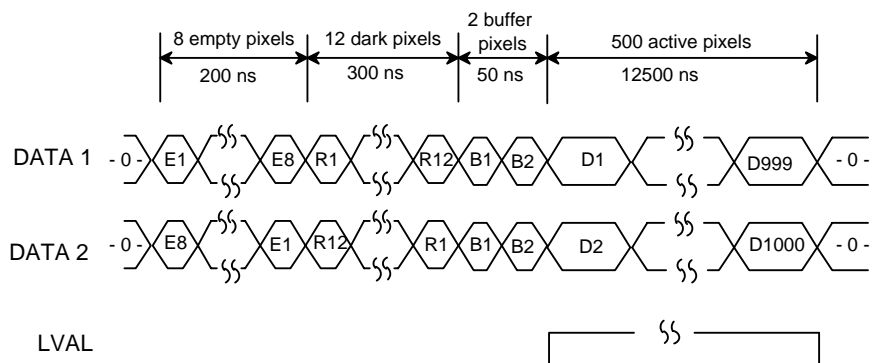 8 empty pixels 12 dark pixels 2 buffer pixels 500 active pixels
200 ns 300 ns 50 ns 12500 ns
DATA 1 - 0 - E1 E8 R1 R12 B1 B2 D1 D999 - 0 -
DATA 2 - 0 - E8 E1 R12 R1 B1 B2 D2 D1000 - 0 -
LVAL